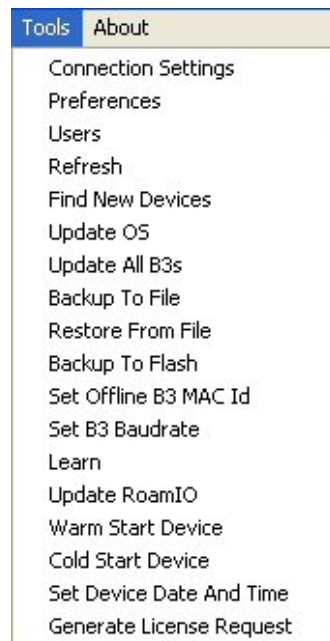 Tools About
Connection Settings
Preferences
Users
Refresh
Find New Devices
Update OS
Update All B3s
Backup To File
Restore From File
Backup To Flash
Set Offline B3 MAC Id
Set B3 Baudrate
Learn
Update RoamIO
Warm Start Device
Cold Start Device
Set Device Date And Time
Generate License Request